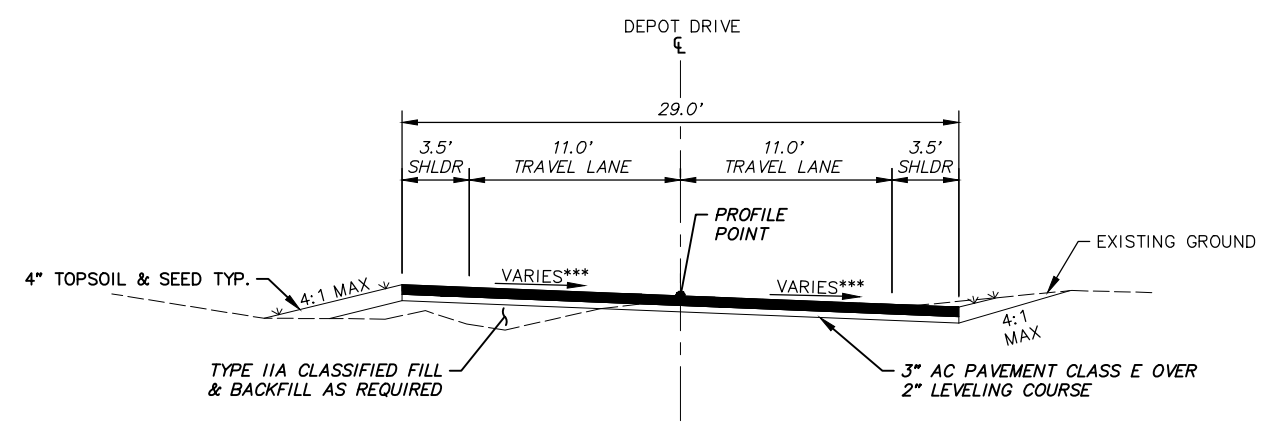 DEPOT DRIVE
℄
29.0'
3.5'
SHLDR
11.0'
TRAVEL LANE
11.0'
TRAVEL LANE
3.5'
SHLDR
PROFILE
POINT
EXISTING GROUND
4" TOPSOIL & SEED TYP.
4:1 MAX
VARIES***
VARIES***
4:1
MAX
TYPE IIA CLASSIFIED FILL
& BACKFILL AS REQUIRED
3" AC PAVEMENT CLASS E OVER
2" LEVELING COURSE